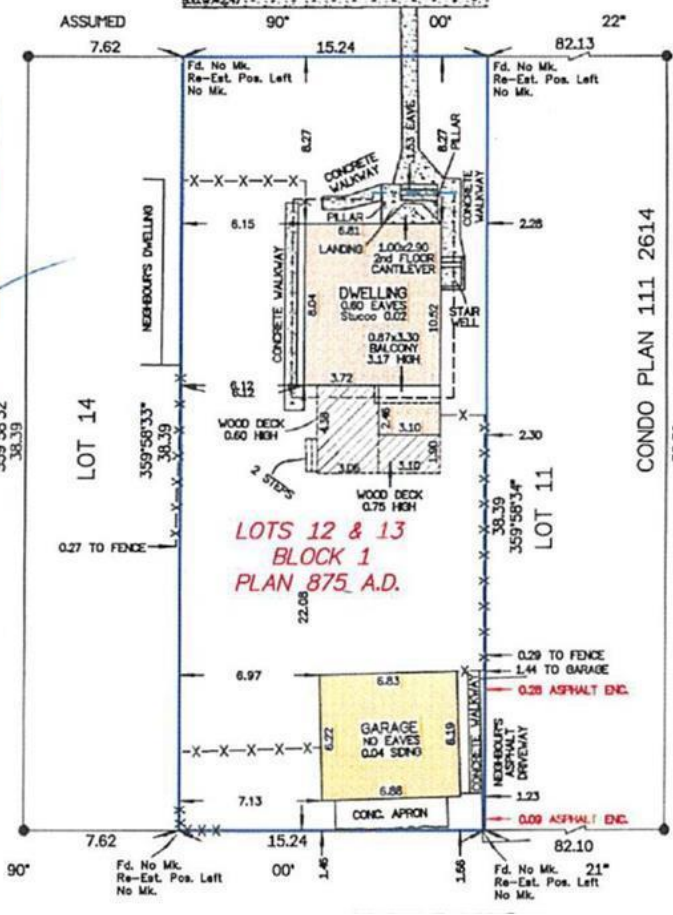 ASSUMED 90° 00' 22"
7.62 15.24 82.13
Fd. No Mk.
Re-Est. Pos. Left
No Mk.
Fd. No Mk.
Re-Est. Pos. Left
No Mk.
8.27
1.53 EAVE
8.27
PILLAR
CONCRETE
WALKWAY
CONCRETE
WALKWAY
NEIGHBOUR'S DWELLING
6.15
PILLAR
6.81
LANDING
1.00x2.90
2nd FLOOR
CANTILEVER
2.28
CONCRETE WALKWAY
8.04
DWELLING
0.60 EAVES
Stucco 0.02
10.52
STAIR
WELL
0.87x3.30
BALCONY
3.17 HIGH
CONDO PLAN 111 2614
6.12
6.12
3.72
WOOD DECK
0.60 HIGH
4.38
2.46
3.10
2.30
LOT 14
359°58'33"
38.39
38.39
3.06
3.10
1.90
2 STEPS
WOOD DECK
0.75 HIGH
38.39
359°58'34"
LOT 11
0.27 TO FENCE
LOTS 12 & 13
BLOCK 1
PLAN 875 A.D.
22.08
0.29 TO FENCE
1.44 TO GARAGE
0.28 ASPHALT ENC.
6.97
6.83
6.22
GARAGE
NO EAVES
0.04 SIDING
6.19
CONCRETE WALKWAY
NEIGHBOUR'S
ASPHALT
DRIVEWAY
6.88
7.13
1.23
CONC. APRON
0.09 ASPHALT ENC.
7.62 15.24 82.10
90° 00' 21"
Fd. No Mk.
Re-Est. Pos. Left
No Mk.
1.45
1.66
Fd. No Mk.
Re-Est. Pos. Left
No Mk.